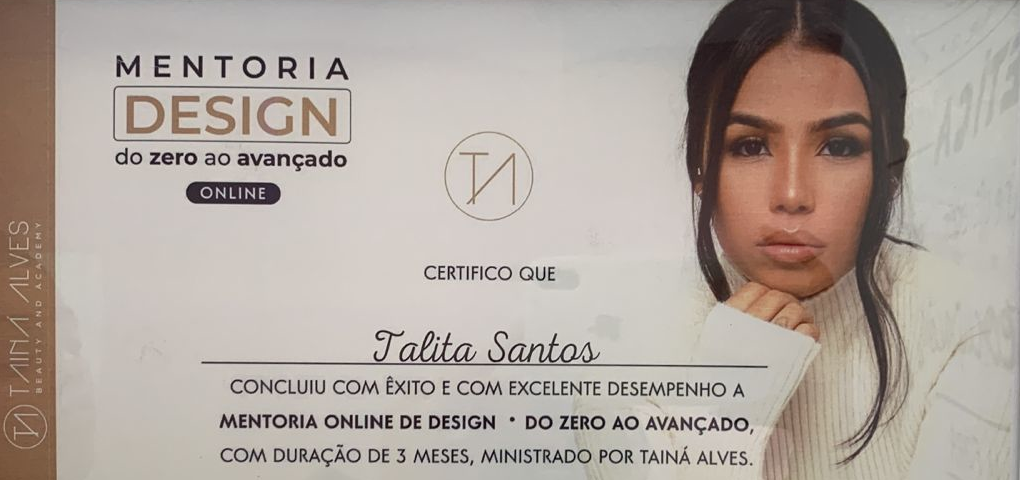 MENTORIA
DESIGN
do zero ao avançado
ONLINE
TAINÁ ALVES
BEAUTY AND ACADEMY
CERTIFICO QUE
Talita Santos
CONCLUIU COM ÊXITO E COM EXCELENTE DESEMPENHO A
MENTORIA ONLINE DE DESIGN • DO ZERO AO AVANÇADO,
COM DURAÇÃO DE 3 MESES, MINISTRADO POR TAINÁ ALVES.